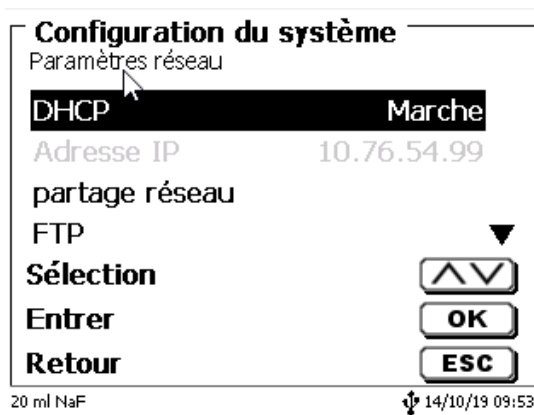 Configuration du système
Paramètres réseau
DHCP Marche
Adresse IP 10.76.54.99
partage réseau
FTP
Sélection
Entrer OK
Retour ESC
20 ml NaF 14/10/19 09:53